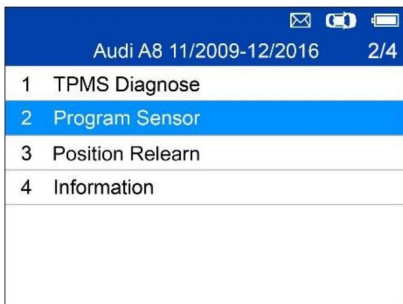 Audi A8 11/2009-12/2016 2/4
1 TPMS Diagnose
2 Program Sensor
3 Position Relearn
4 Information